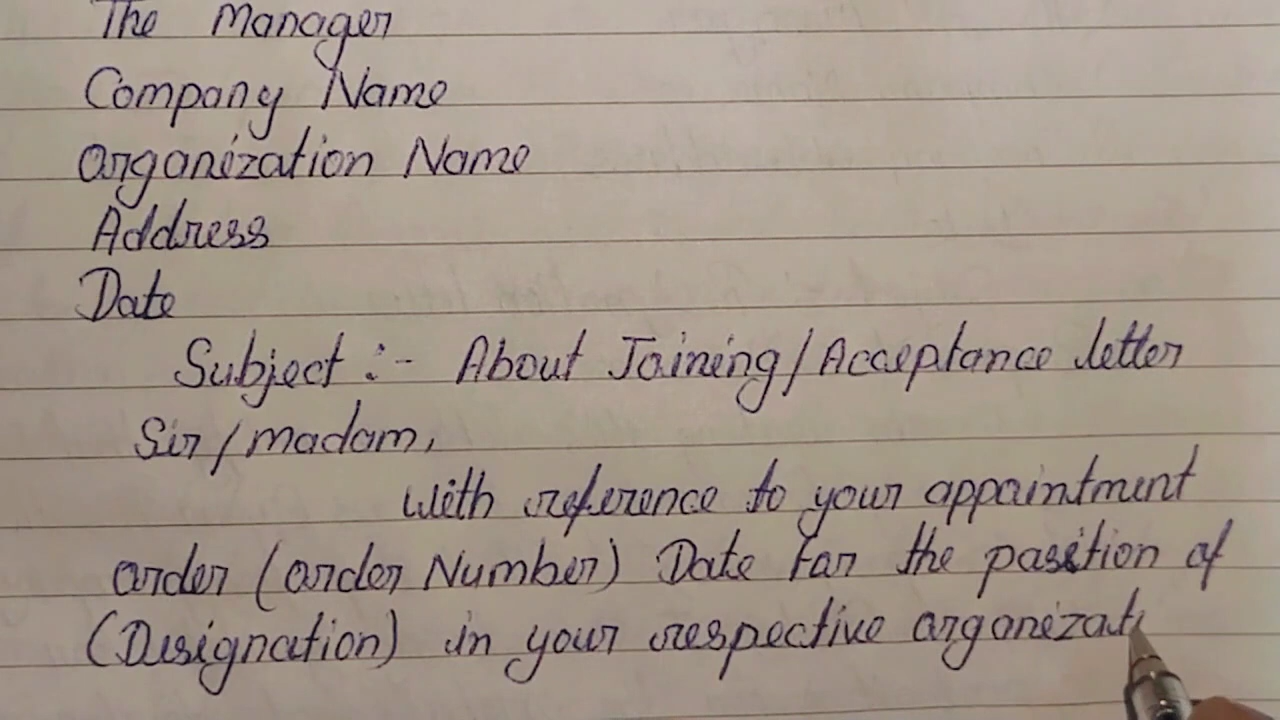 The Manager
Company Name
Organization Name
Address
Date
Subject :- About Joining/Acceptance letter
Sir/madam,
With reference to your appointment
order (order Number) Date for the position of
(Designation) in your respective organizati